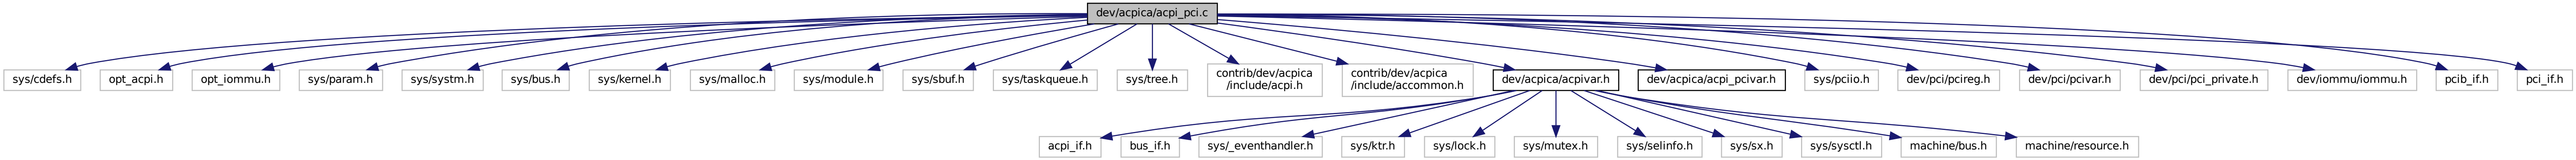 dev/acpica/acpi_pci.c
sys/cdefs.h
opt_acpi.h
opt_iommu.h
sys/param.h
sys/systm.h
sys/bus.h
sys/kernel.h
sys/malloc.h
sys/module.h
sys/sbuf.h
sys/taskqueue.h
sys/tree.h
contrib/dev/acpica
/include/acpi.h
contrib/dev/acpica
/include/accommon.h
dev/acpica/acpivar.h
dev/acpica/acpi_pcivar.h
sys/pciio.h
dev/pci/pcireg.h
dev/pci/pcivar.h
dev/pci/pci_private.h
dev/iommu/iommu.h
pcib_if.h
pci_if.h
acpi_if.h
bus_if.h
sys/_eventhandler.h
sys/ktr.h
sys/lock.h
sys/mutex.h
sys/selinfo.h
sys/sx.h
sys/sysctl.h
machine/bus.h
machine/resource.h